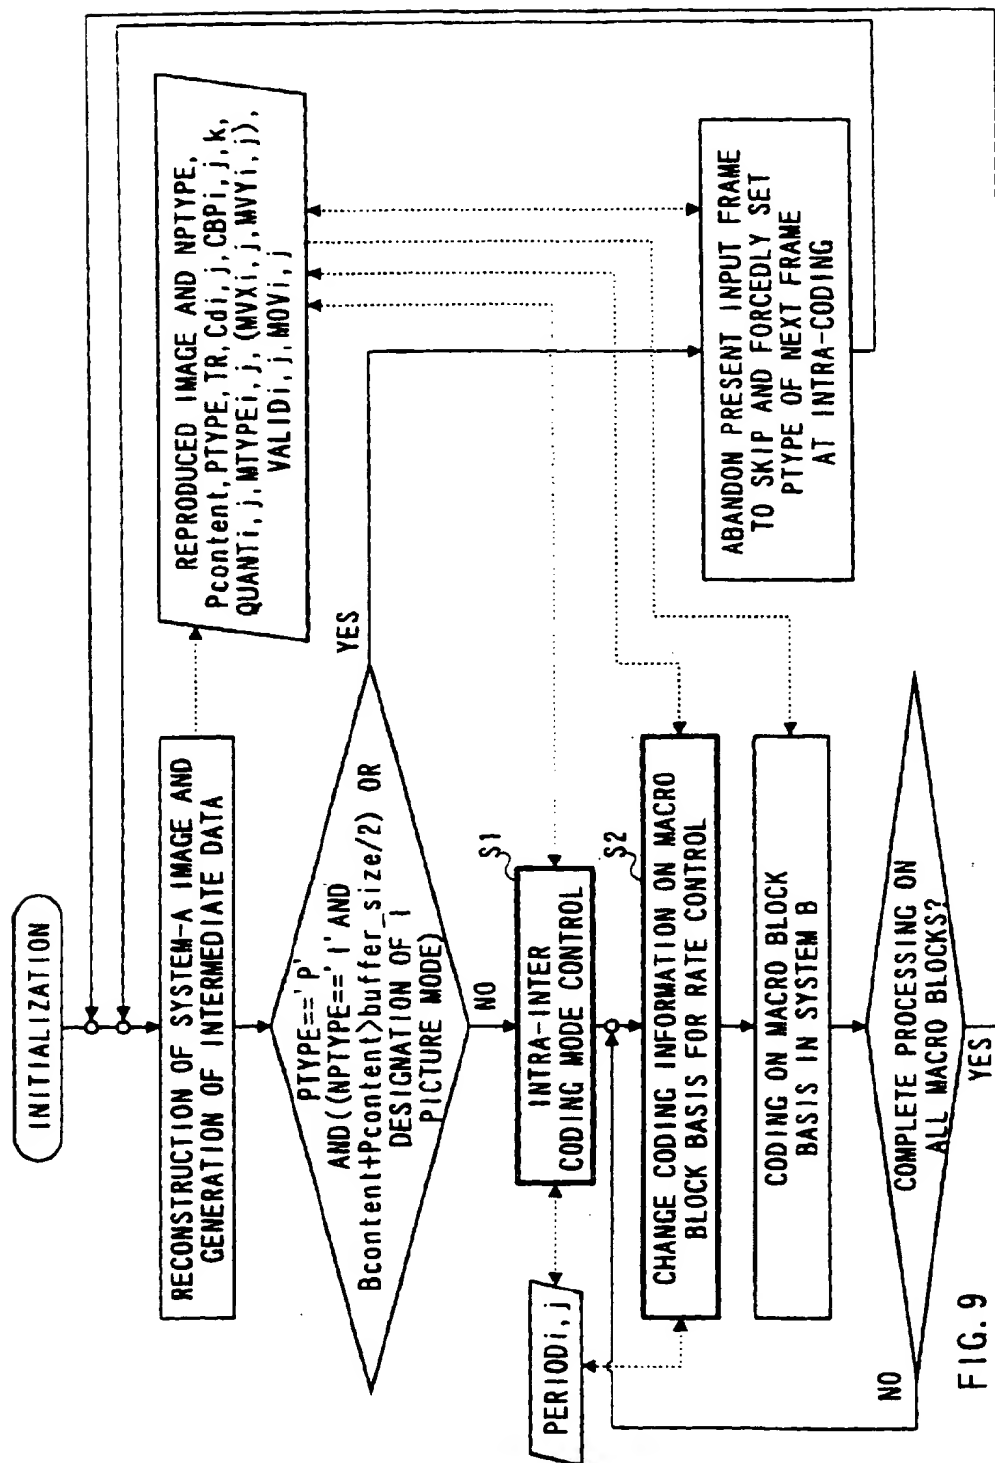 INITIALIZATION
RECONSTRUCTION OF SYSTEM-A IMAGE AND
GENERATION OF INTERMEDIATE DATA
REPRODUCED IMAGE AND NPTYPE,
Pcontent, PTYPE, TR, Cdi, j, CBPi, j, k,
QUANTi, j, MTYPEi, j, (MVXi, j, MVYi, j),
VALIDi, j, MOVi, j
PTYPE=='P'
AND((NPTYPE=='I' AND
Bcontent+Pcontent>buffer_size/2) OR
DESIGNATION OF I
PICTURE MODE)
YES
NO
S1
INTRA-INTER
CODING MODE CONTROL
PERIODi, j
S2
CHANGE CODING INFORMATION ON MACRO
BLOCK BASIS FOR RATE CONTROL
ABANDON PRESENT INPUT FRAME
TO SKIP AND FORCEDLY SET
PTYPE OF NEXT FRAME
AT INTRA-CODING
CODING ON MACRO BLOCK
BASIS IN SYSTEM B
COMPLETE PROCESSING ON
ALL MACRO BLOCKS?
NO
YES
FIG. 9